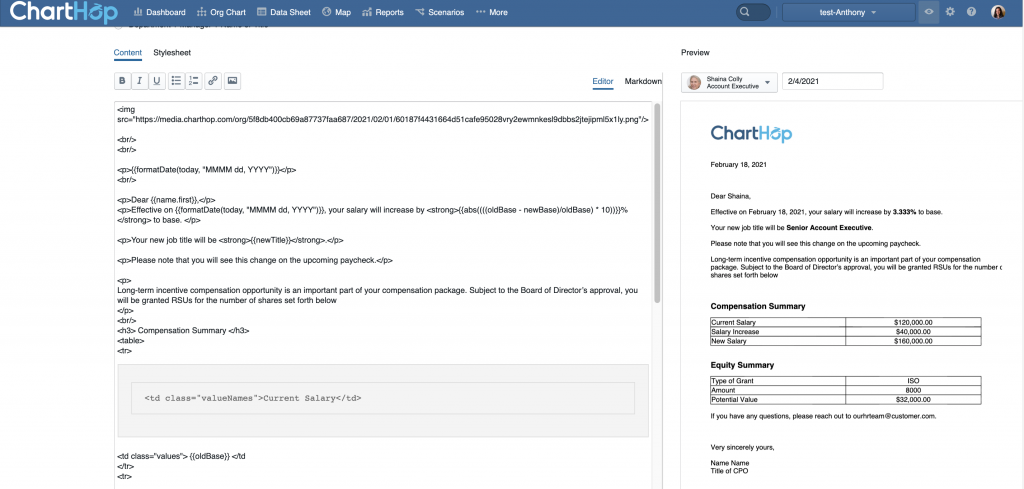 ChartHop Dashboard Org Chart Data Sheet Map Reports Scenarios ••• More test-Anthony
Content Stylesheet
B I U
Editor Markdown
<img
src="https://media.charthop.com/org/5f8db400cb69a87737faa687/2021/02/01/60187f4431664d51cafe95028vry2ewmnkesl9dbbs2jtejipml5x1ly.png"/>
<br/>
<br/>
<p>{{formatDate(today, "MMMM dd, YYYY")}}</p>
<br/>
<p>Dear {{name.first}},</p>
<p>Effective on {{formatDate(today, "MMMM dd, YYYY")}}, your salary will increase by <strong>{{abs((((oldBase - newBase)/oldBase) * 10))}}%
</strong> to base. </p>
<p>Your new job title will be <strong>{{newTitle}}</strong>.</p>
<p>Please note that you will see this change on the upcoming paycheck.</p>
<p>
Long-term incentive compensation opportunity is an important part of your compensation package. Subject to the Board of Director's approval, you
will be granted RSUs for the number of shares set forth below
</p>
<br/>
<h3> Compensation Summary </h3>
<table>
<tr>
<td class="valueNames">Current Salary</td>
<td class="values"> {{oldBase}} </td
</tr>
<tr>
Preview
Shaina Colly
Account Executive
2/4/2021
ChartHop
February 18, 2021
Dear Shaina,
Effective on February 18, 2021, your salary will increase by 3.333% to base.
Your new job title will be Senior Account Executive.
Please note that you will see this change on the upcoming paycheck.
Long-term incentive compensation opportunity is an important part of your compensation
package. Subject to the Board of Director's approval, you will be granted RSUs for the number
shares set forth below
Compensation Summary
Current Salary $120,000.00
Salary Increase $40,000.00
New Salary $160,000.00
Equity Summary
Type of Grant ISO
Amount 8000
Potential Value $32,000.00
If you have any questions, please reach out to ourhrteam@customer.com.
Very sincerely yours,
Name Name
Title of CPO